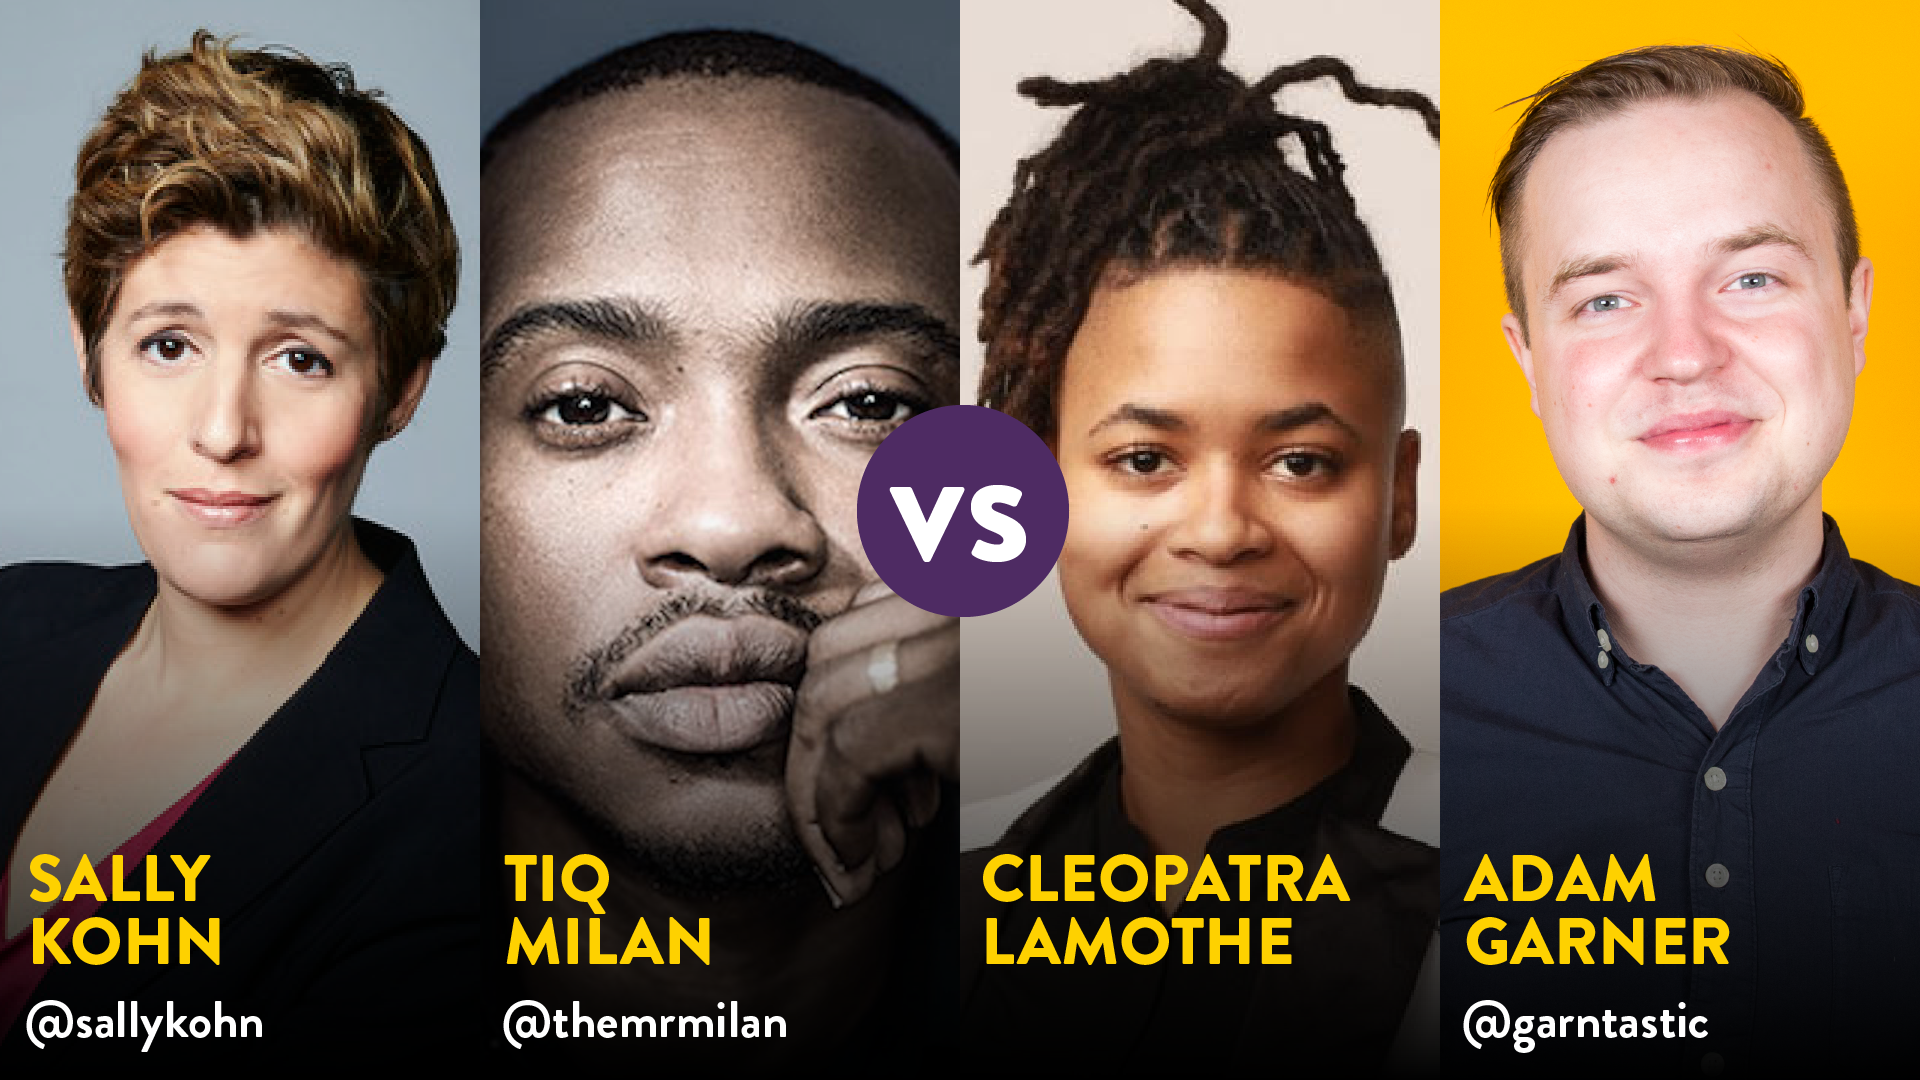 SALLY
KOHN
@sallykohn
TIQ
MILAN
@themrmilan
VS
CLEOPATRA
LAMOTHE
ADAM
GARNER
@garntastic